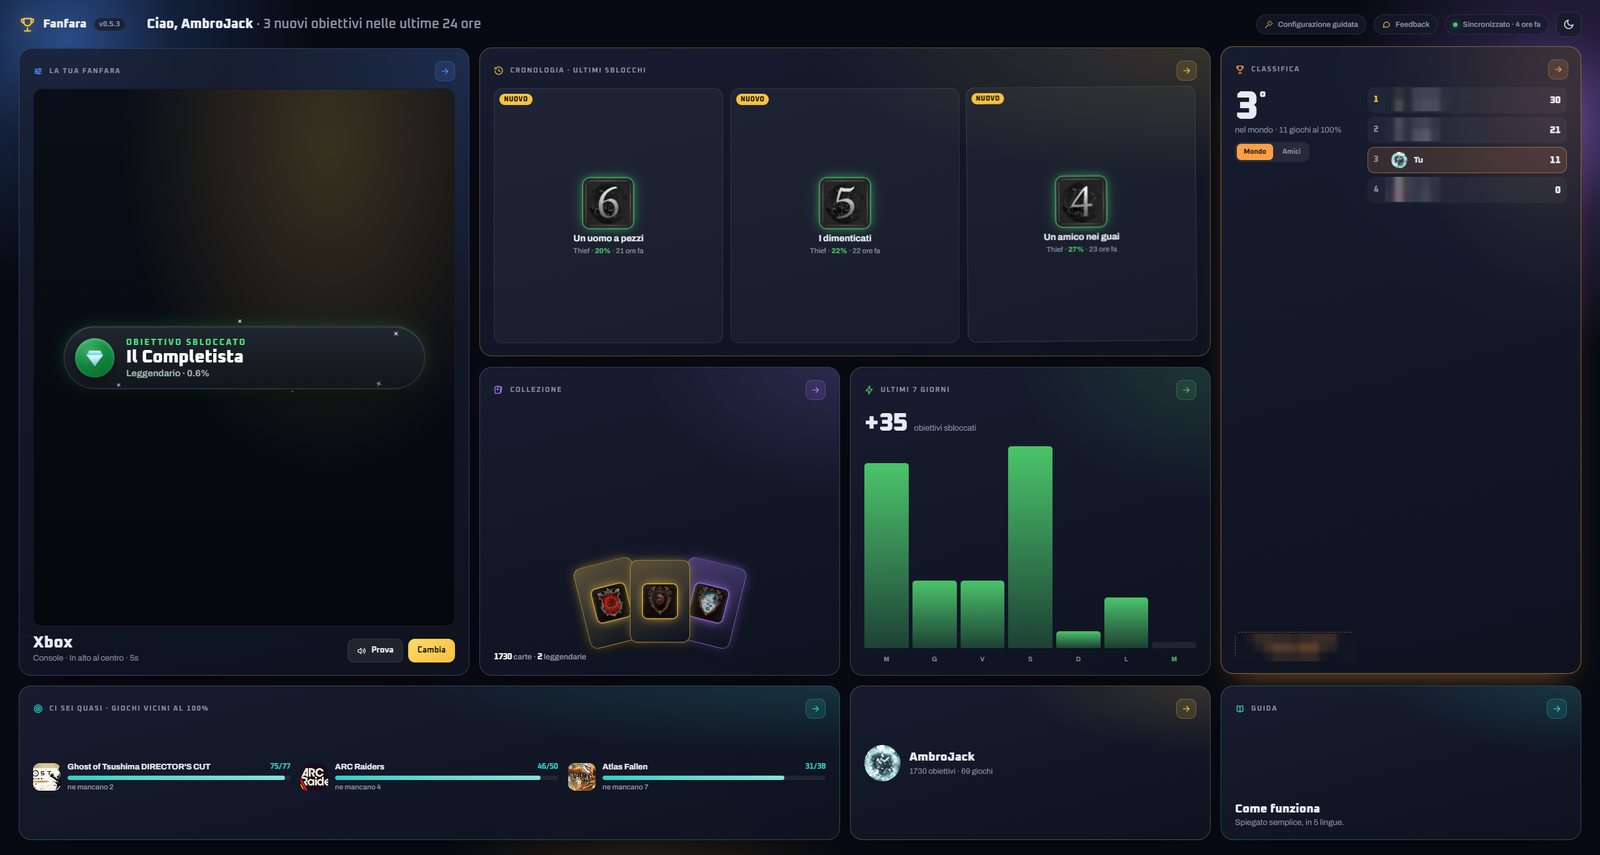 Fanfara v0.5.3 Ciao, AmbroJack · 3 nuovi obiettivi nelle ultime 24 ore
Configurazione guidata
Feedback
Sincronizzato · 4 ore fa
LA TUA FANFARA
OBIETTIVO SBLOCCATO
Il Completista
Leggendario · 0.6%
Xbox
Console · In alto al centro · 5s
Prova
Cambia
CRONOLOGIA · ULTIMI SBLOCCHI
NUOVO
6
Un uomo a pezzi
Thief · 20% · 21 ore fa
NUOVO
5
I dimenticati
Thief · 22% · 22 ore fa
NUOVO
4
Un amico nei guai
Thief · 27% · 23 ore fa
CLASSIFICA
3°
nel mondo · 11 giochi al 100%
Mondo Amici
1 30
2 21
3 Tu 11
4 0
COLLEZIONE
1730 carte · 2 leggendarie
ULTIMI 7 GIORNI
+35 obiettivi sbloccati
M G V S D L M
CI SEI QUASI · GIOCHI VICINI AL 100%
Ghost of Tsushima DIRECTOR'S CUT 75/77
ne mancano 2
ARC Raiders 46/50
ne mancano 4
Atlas Fallen 31/38
ne mancano 7
AmbroJack
1730 obiettivi · 69 giochi
GUIDA
Come funziona
Spiegato semplice, in 5 lingue.